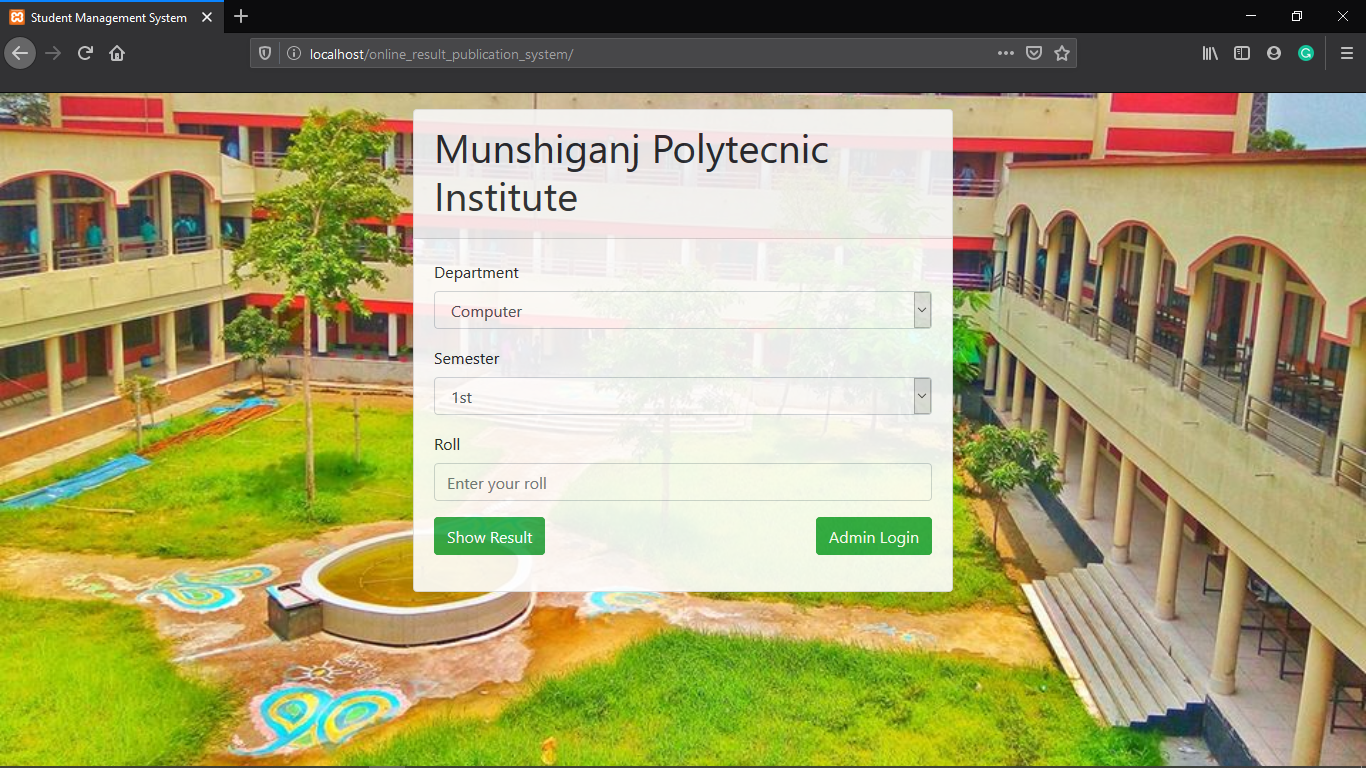 Student Management System
localhost/online_result_publication_system/
Munshiganj Polytecnic
Institute
Department
Computer
Semester
1st
Roll
Enter your roll
Show Result
Admin Login